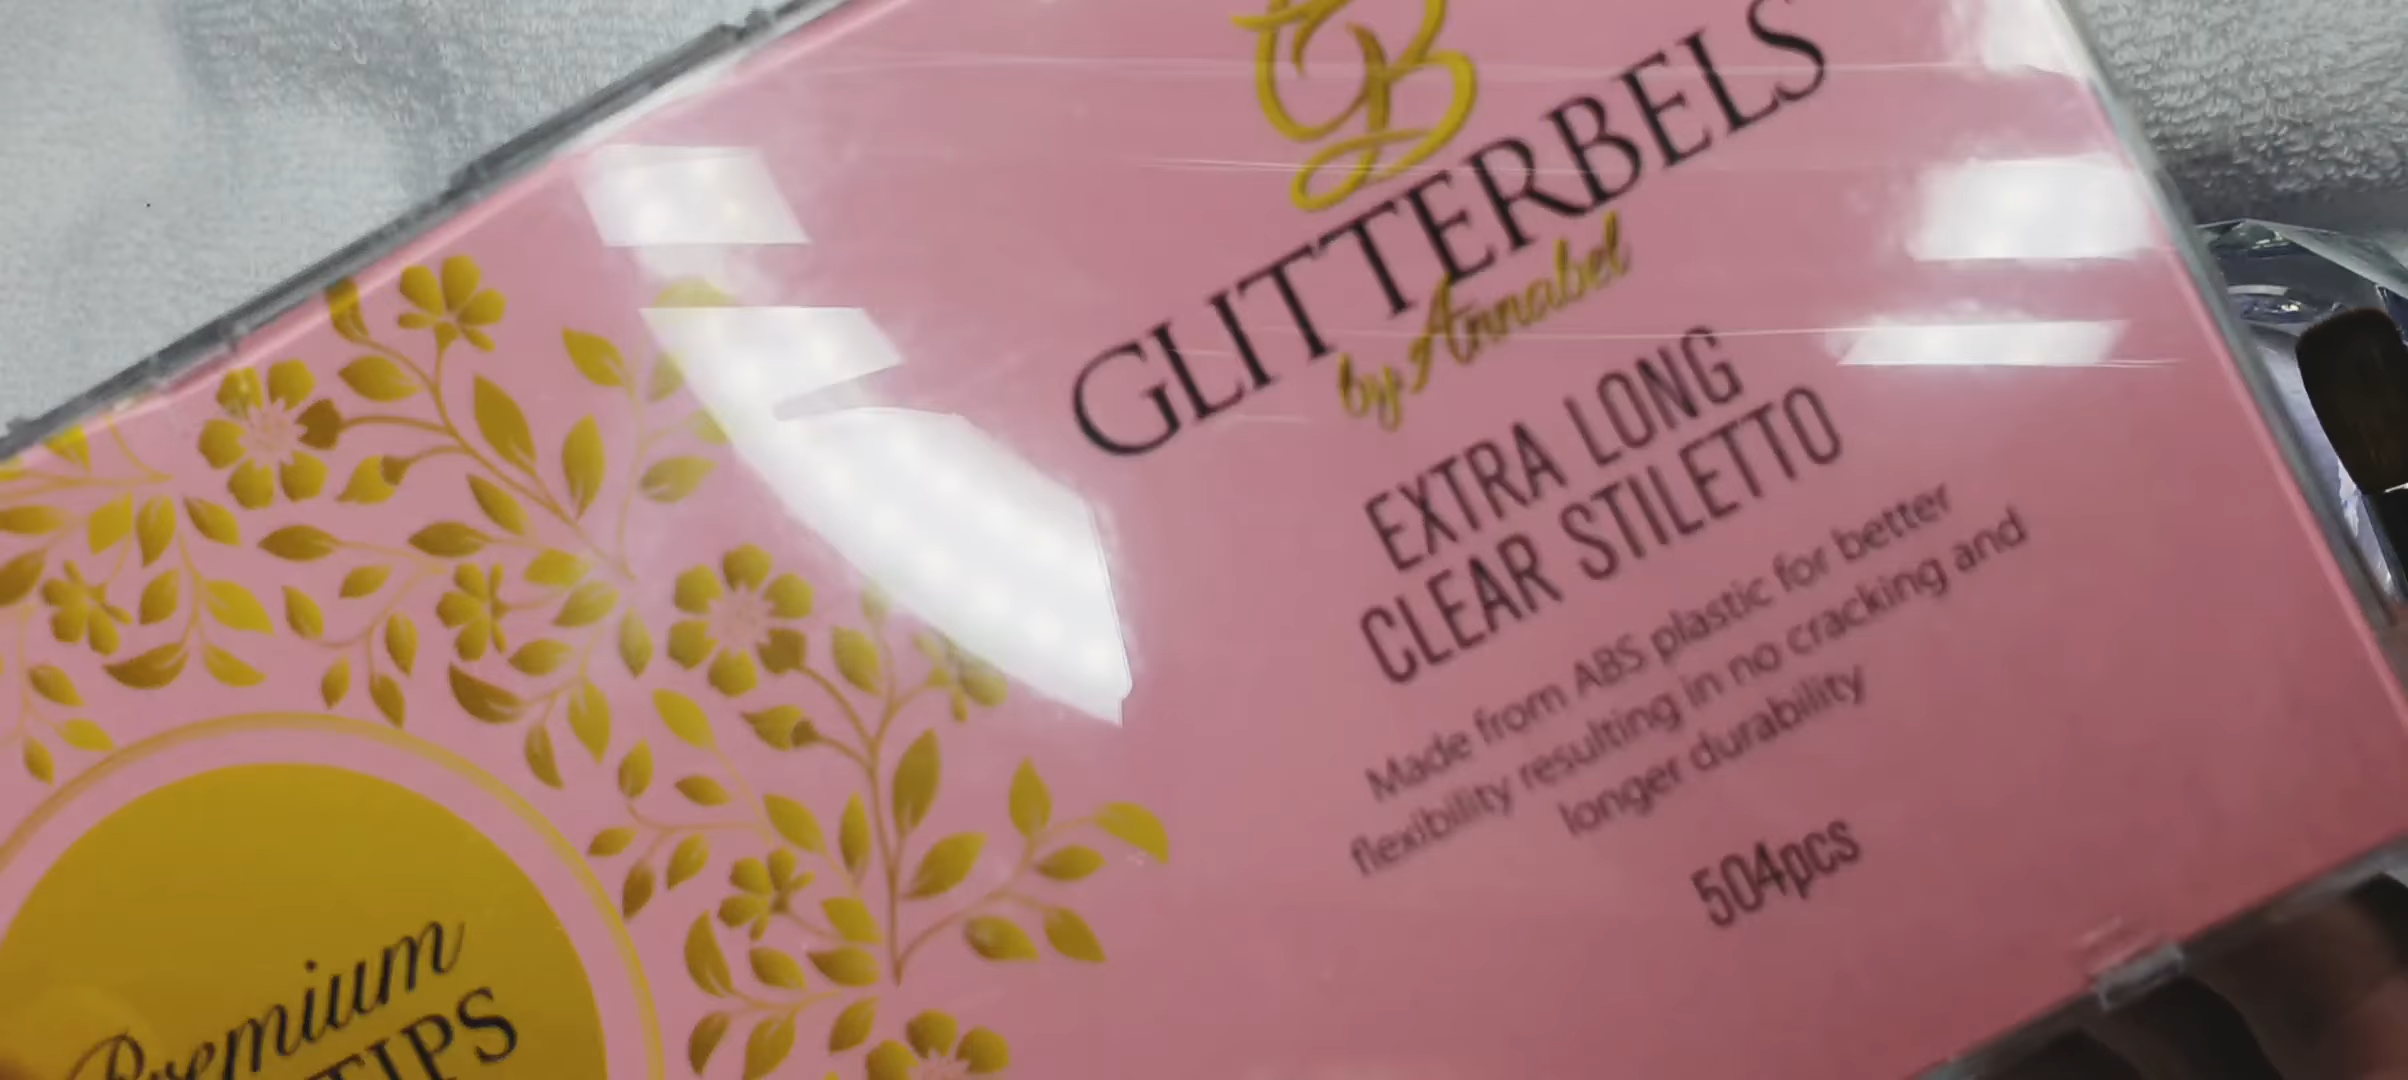 GB
GLITTERBELS
by Annabel
EXTRA LONG
CLEAR STILETTO
Made from ABS plastic for better
flexibility resulting in no cracking and
longer durability
504pcs
Premium
TIPS